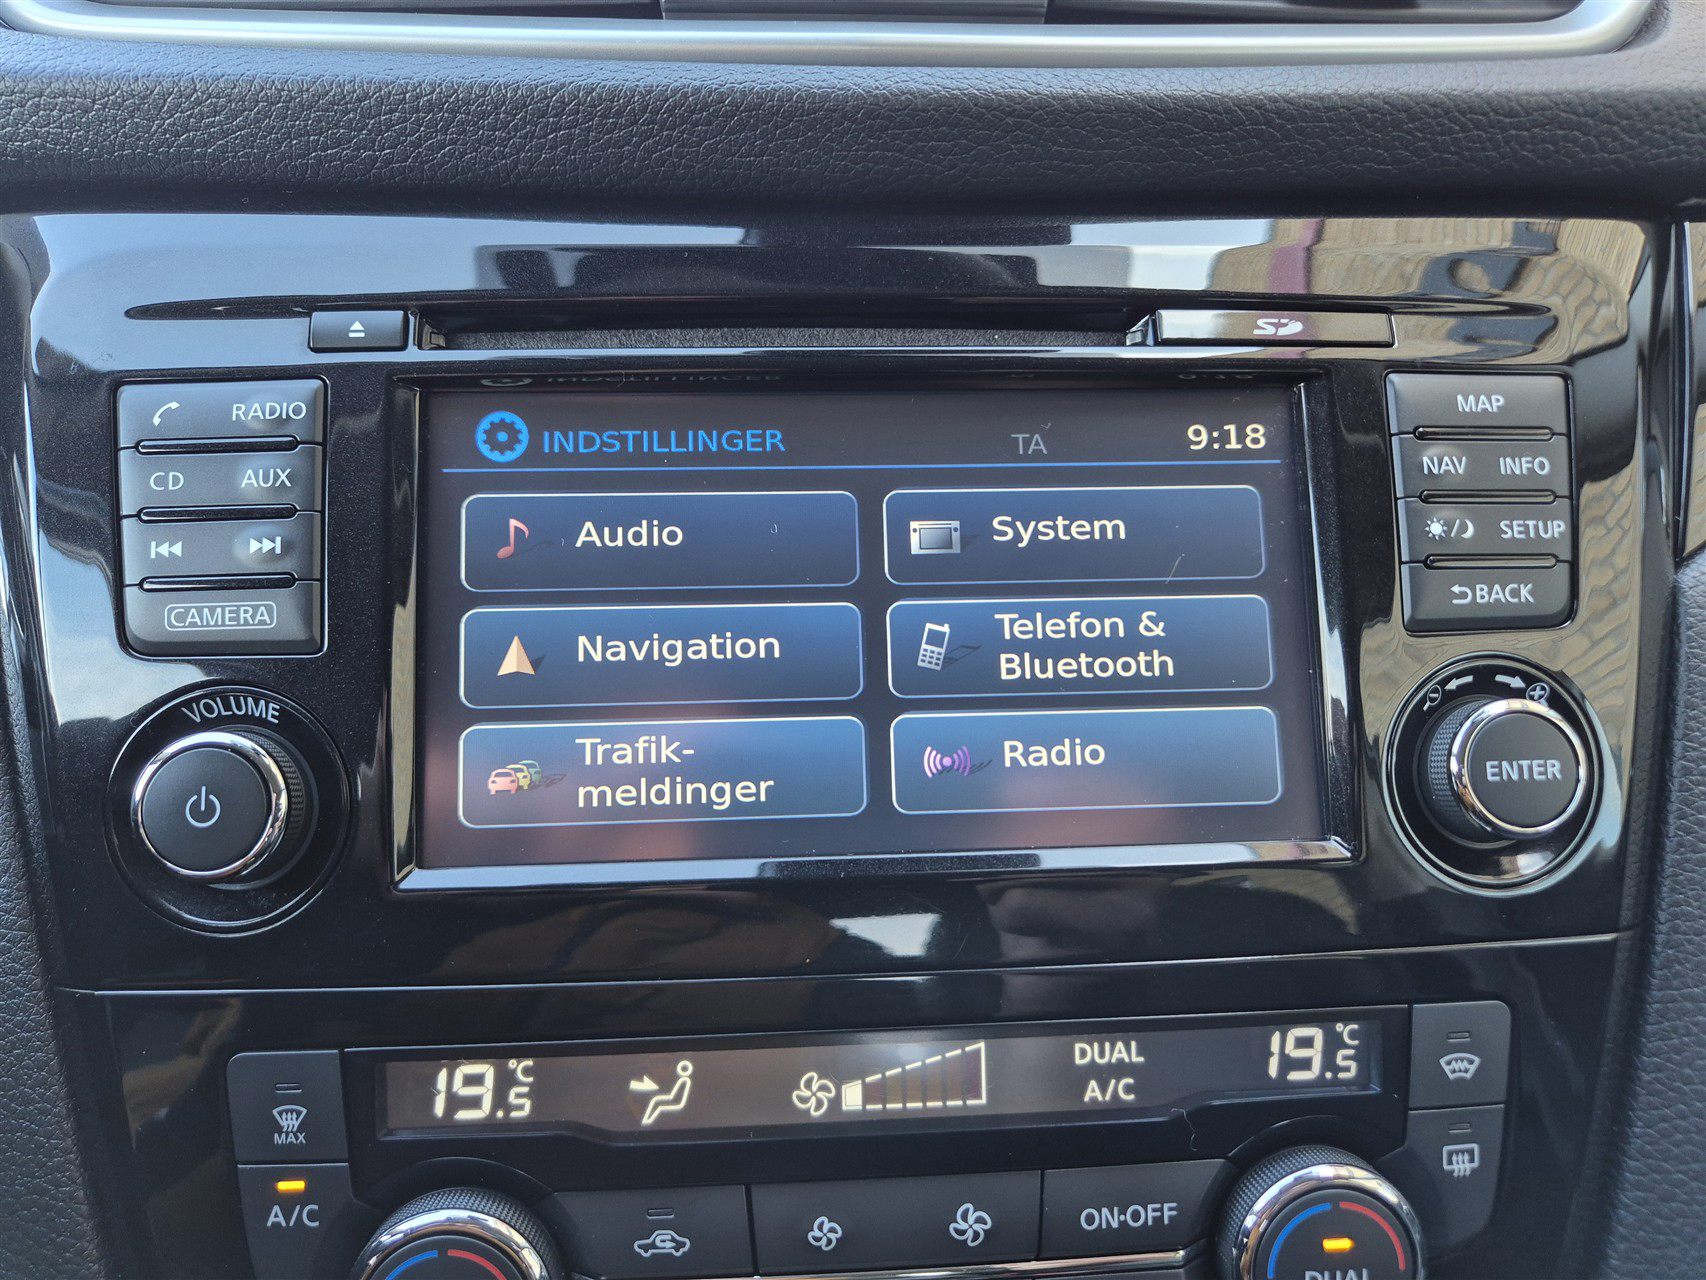 SD
RADIO
CD AUX
CAMERA
VOLUME
INDSTILLINGER TA 9:18
Audio
System
Navigation
Telefon &
Bluetooth
Trafik-
meldinger
Radio
MAP
NAV INFO
SETUP
BACK
ENTER
19.5 °C
DUAL
A/C
19.5 °C
MAX
A/C
ON·OFF
DUAL